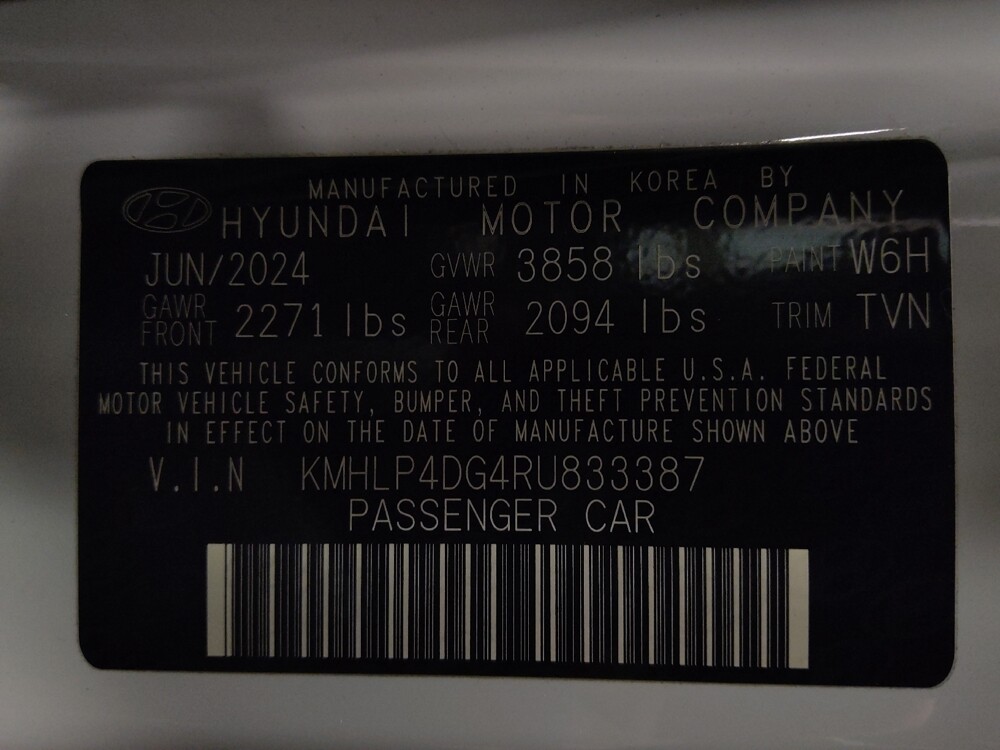 MANUFACTURED IN KOREA BY
HYUNDAI MOTOR COMPANY
JUN/2024 GVWR 3858 lbs PAINT W6H
GAWR FRONT 2271 lbs GAWR REAR 2094 lbs TRIM TVN
THIS VEHICLE CONFORMS TO ALL APPLICABLE U.S.A. FEDERAL
MOTOR VEHICLE SAFETY, BUMPER, AND THEFT PREVENTION STANDARDS
IN EFFECT ON THE DATE OF MANUFACTURE SHOWN ABOVE
V.I.N KMHLP4DG4RU833387
PASSENGER CAR